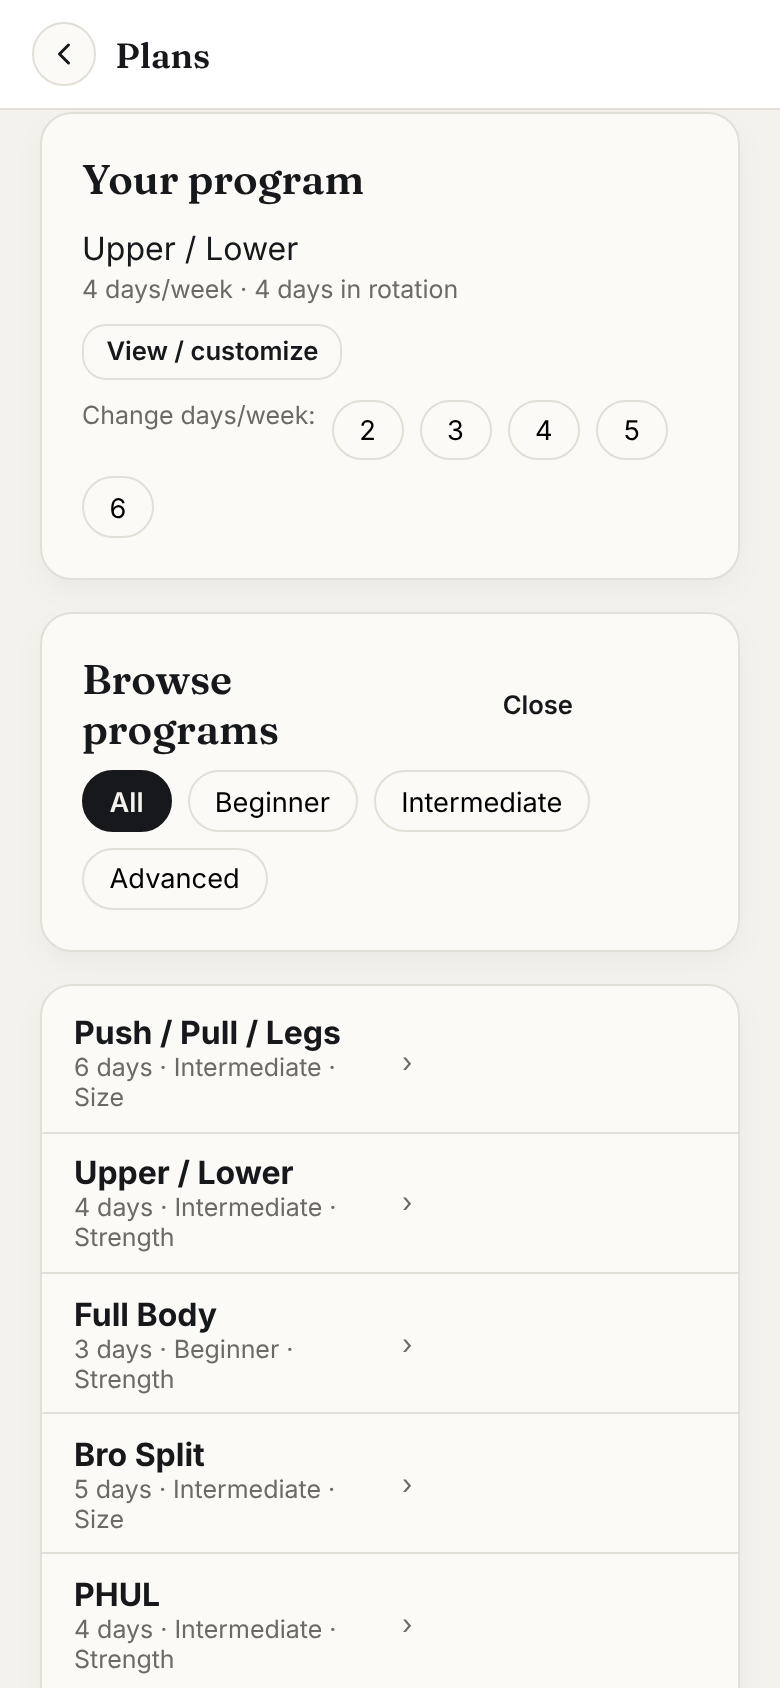 Plans
Your program
Upper / Lower
4 days/week · 4 days in rotation
View / customize
Change days/week: 2 3 4 5
6
Browse
programs
Close
All Beginner Intermediate
Advanced
Push / Pull / Legs
6 days · Intermediate ·
Size
›
Upper / Lower
4 days · Intermediate ·
Strength
›
Full Body
3 days · Beginner ·
Strength
›
Bro Split
5 days · Intermediate ·
Size
›
PHUL
4 days · Intermediate ·
Strength
›